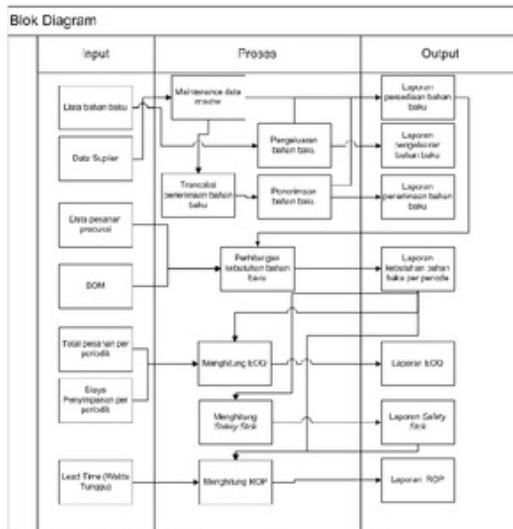 Blok Diagram
Input
Proses
Output
Data bahan baku
Data Suplier
Data pesanan
BOM
Total pesanan per
periodik
Biaya
Penyimpanan per
periodik
Lead Time (Waktu
Tunggu)
Maintenance data
master
Pengeluaran
bahan baku
Transaksi
penerimaan bahan
baku
Penerimaan
bahan baku
Perhitungan
kebutuhan bahan
baku
Menghitung EOQ
Menghitung
Safety Stok
Menghitung ROP
Laporan
persediaan bahan
baku
Laporan
pengeluaran
bahan baku
Laporan
penerimaan bahan
baku
Laporan
kebutuhan bahan
baku per periode
Laporan EOQ
Laporan Safety
Stok
Laporan ROP